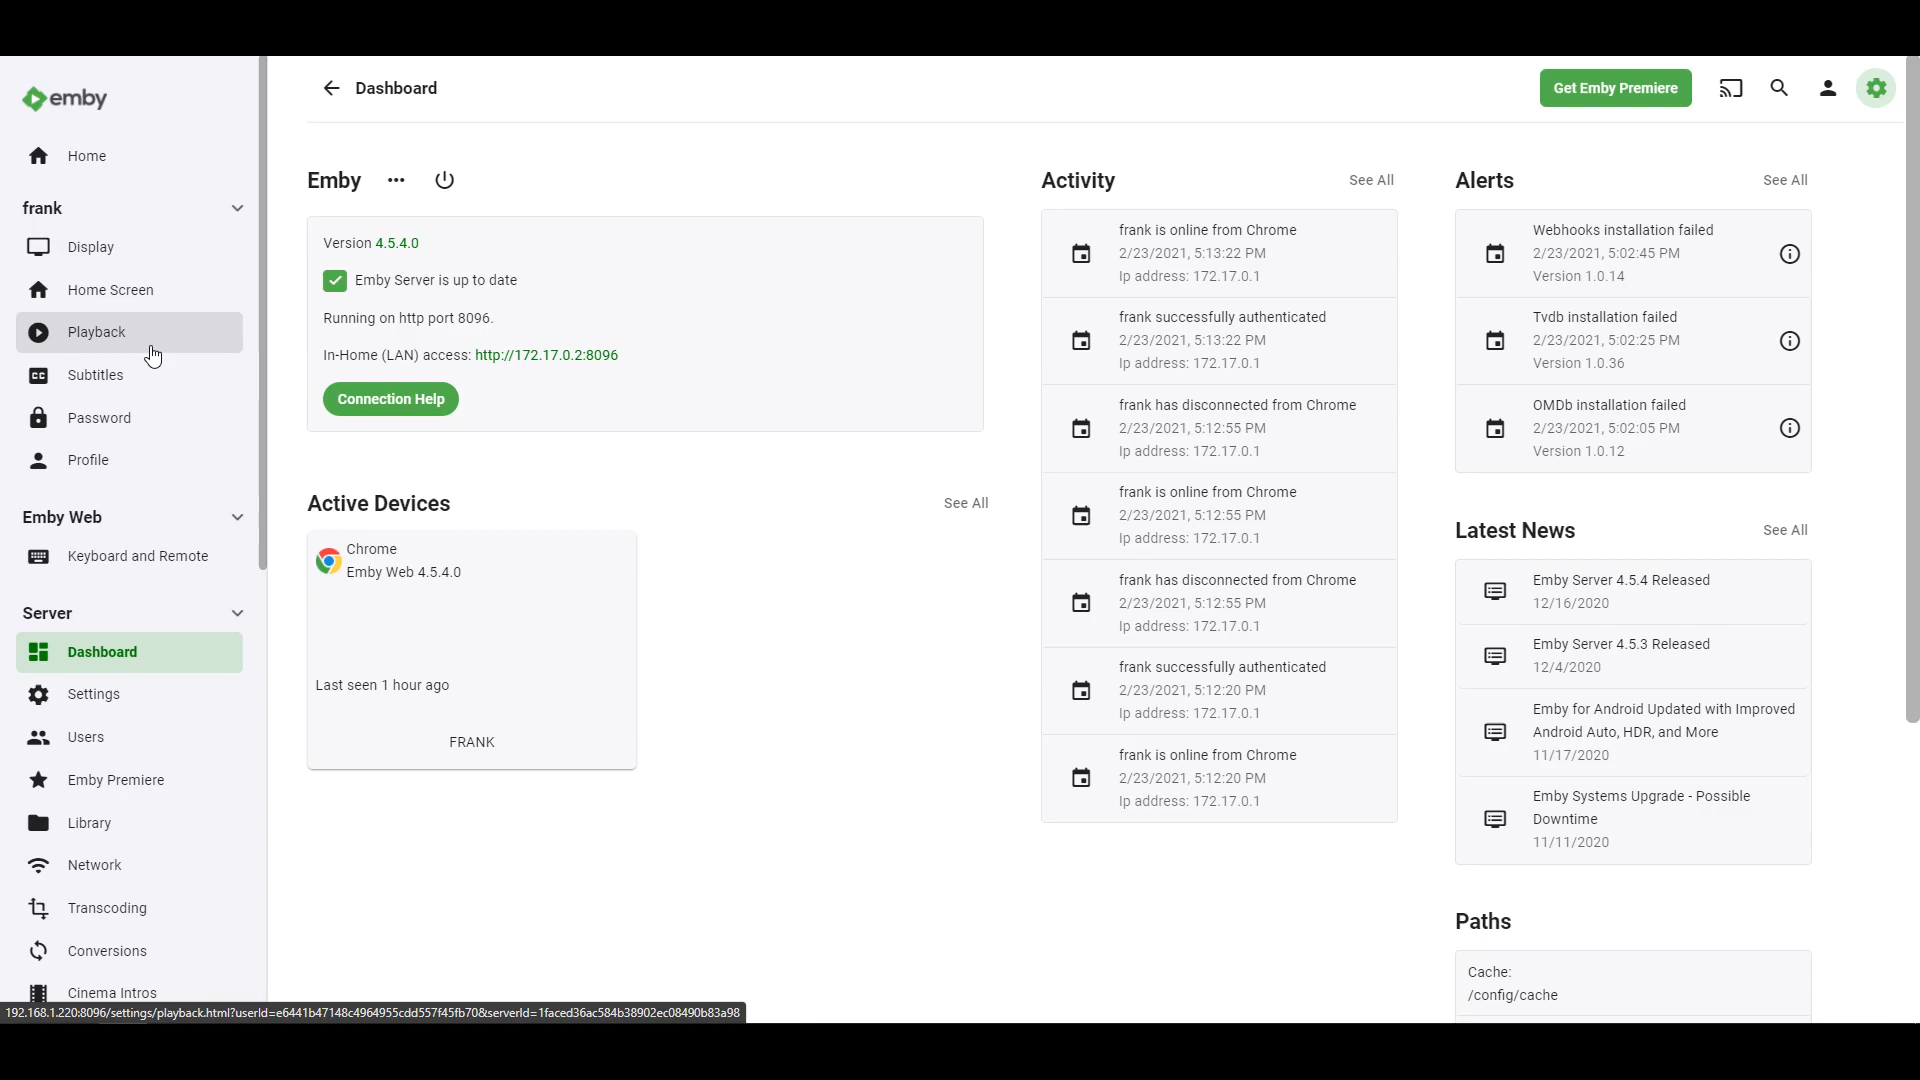 emby
Home
frank
Display
Home Screen
Playback
Subtitles
Password
Profile
Emby Web
Keyboard and Remote
Server
Dashboard
Settings
Users
Emby Premiere
Library
Network
Transcoding
Conversions
Cinema Intros
Dashboard
Get Emby Premiere
Emby
Version 4.5.4.0
Emby Server is up to date
Running on http port 8096.
In-Home (LAN) access: http://172.17.0.2:8096
Connection Help
Active Devices
See All
Chrome
Emby Web 4.5.4.0
Last seen 1 hour ago
FRANK
Activity
See All
frank is online from Chrome
2/23/2021, 5:13:22 PM
Ip address: 172.17.0.1
frank successfully authenticated
2/23/2021, 5:13:22 PM
Ip address: 172.17.0.1
frank has disconnected from Chrome
2/23/2021, 5:12:55 PM
Ip address: 172.17.0.1
frank is online from Chrome
2/23/2021, 5:12:55 PM
Ip address: 172.17.0.1
frank has disconnected from Chrome
2/23/2021, 5:12:55 PM
Ip address: 172.17.0.1
frank successfully authenticated
2/23/2021, 5:12:20 PM
Ip address: 172.17.0.1
frank is online from Chrome
2/23/2021, 5:12:20 PM
Ip address: 172.17.0.1
Alerts
See All
Webhooks installation failed
2/23/2021, 5:02:45 PM
Version 1.0.14
Tvdb installation failed
2/23/2021, 5:02:25 PM
Version 1.0.36
OMDb installation failed
2/23/2021, 5:02:05 PM
Version 1.0.12
Latest News
See All
Emby Server 4.5.4 Released
12/16/2020
Emby Server 4.5.3 Released
12/4/2020
Emby for Android Updated with Improved
Android Auto, HDR, and More
11/17/2020
Emby Systems Upgrade - Possible
Downtime
11/11/2020
Paths
Cache:
/config/cache
192.168.1.220:8096/settings/playback.html?userId=e6441b47148c4964955cdd557f45fb70&serverId=1faced36ac584b38902ec08490b83a98